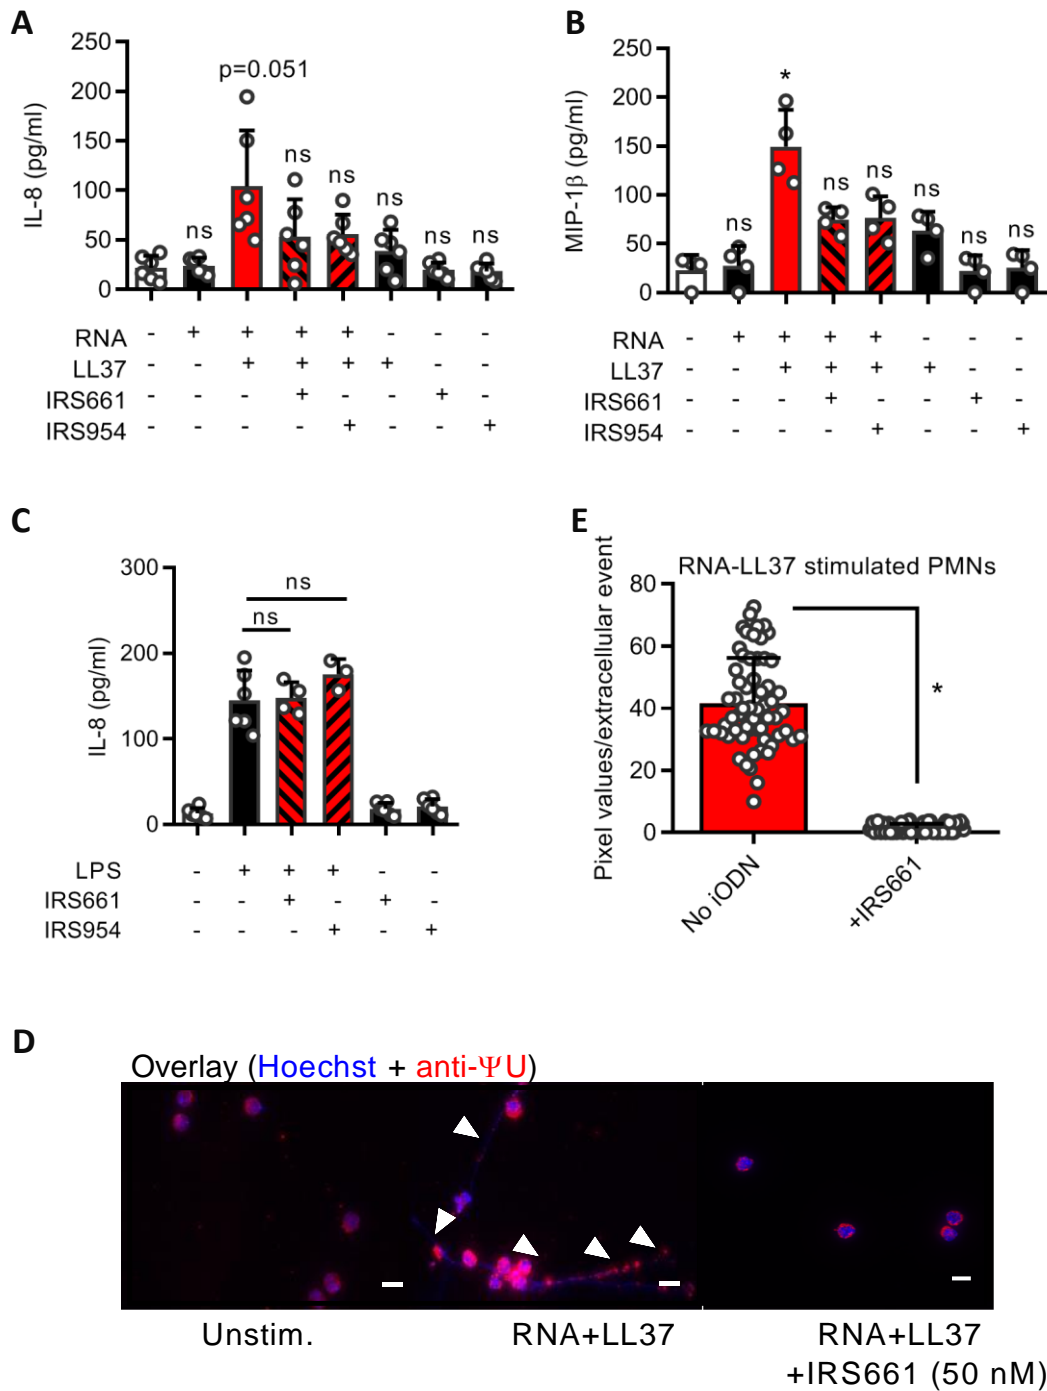 A
IL-8 (pg/ml)
250
200
150
100
50
0
p=0.051
ns
ns
ns
ns
ns
ns
RNA - + + + + - - -
LL37 - - + + + + - -
IRS661 - - - + - - + -
IRS954 - - - - + - - +
B
MIP-1β (pg/ml)
250
200
150
100
50
0
*
ns
ns
ns
ns
ns
ns
RNA - + + + + - - -
LL37 - - + + + + - -
IRS661 - - - + - - + -
IRS954 - - - - + - - +
C
IL-8 (pg/ml)
300
200
100
0
ns
ns
LPS - + + + - -
IRS661 - - + - + -
IRS954 - - - + - +
E
Pixel values/extracellular event
RNA-LL37 stimulated PMNs
80
60
40
20
0
*
No iODN
+IRS661
D
Overlay (Hoechst + anti-ΨU)
Unstim.
RNA+LL37
RNA+LL37
+IRS661 (50 nM)